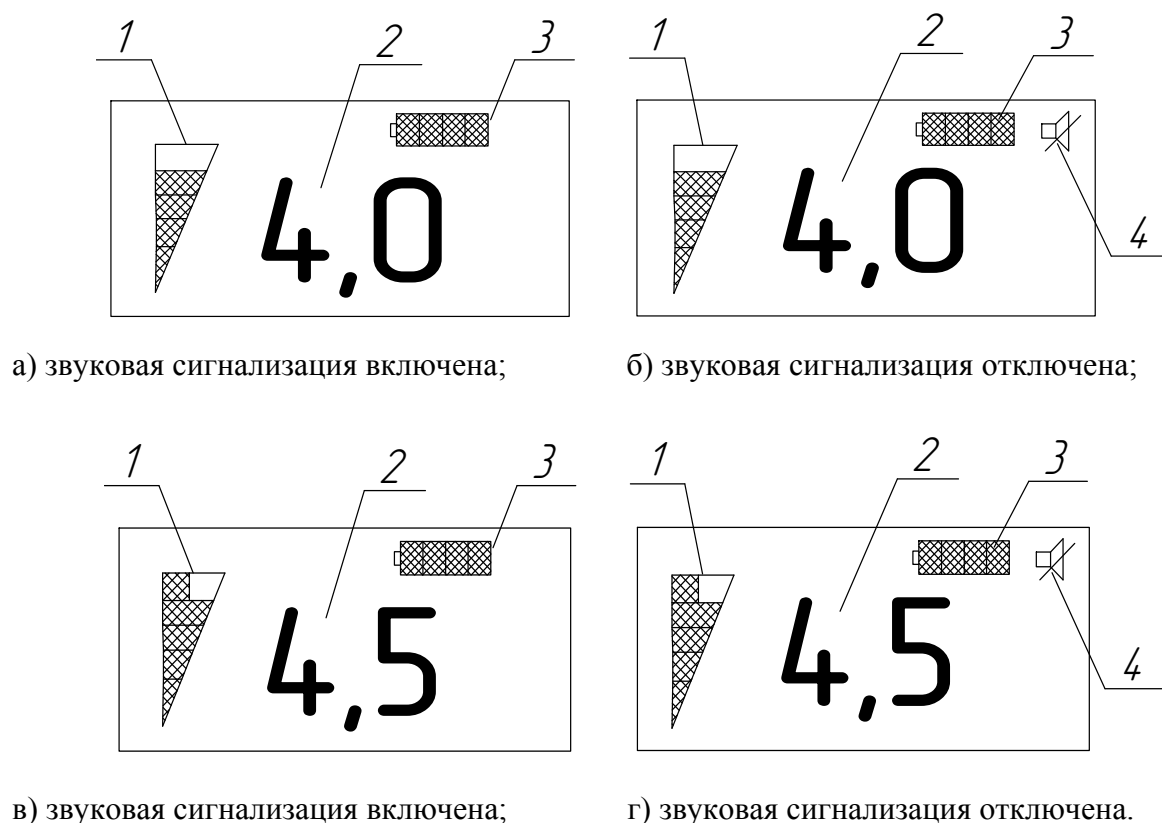 1 2 3 1 2 3
4,0 4,0
4
а) звуковая сигнализация включена; б) звуковая сигнализация отключена;
1 2 3 1 2 3
4,5 4,5
4
в) звуковая сигнализация включена; г) звуковая сигнализация отключена.